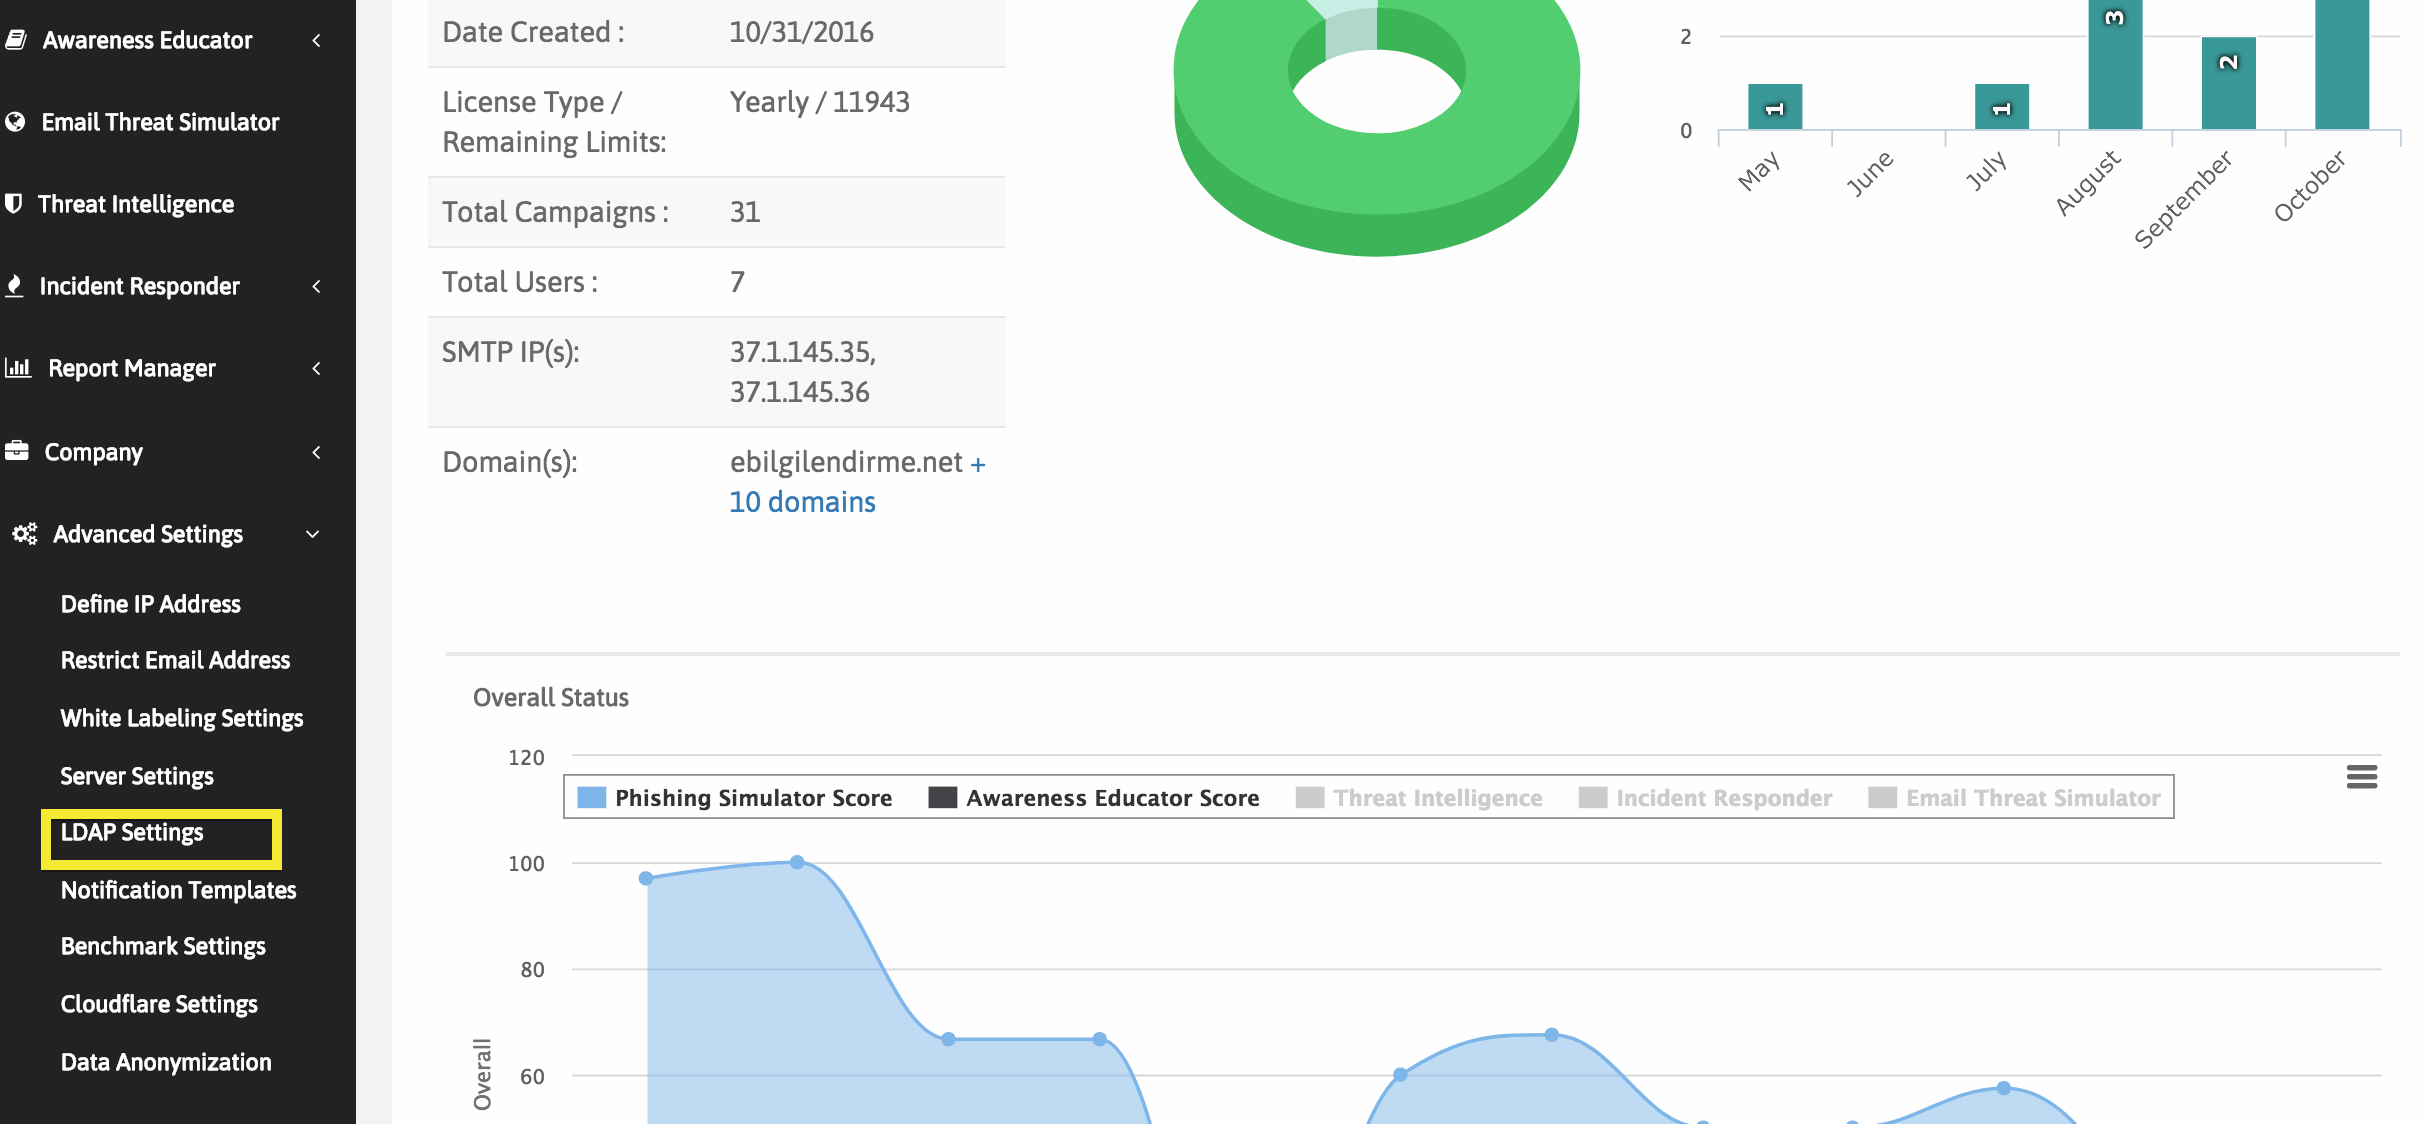 Awareness Educator
Email Threat Simulator
Threat Intelligence
Incident Responder
Report Manager
Company
Advanced Settings
Define IP Address
Restrict Email Address
White Labeling Settings
Server Settings
LDAP Settings
Notification Templates
Benchmark Settings
Cloudflare Settings
Data Anonymization
Date Created : 10/31/2016
License Type / Yearly / 11943
Remaining Limits:
Total Campaigns : 31
Total Users : 7
SMTP IP(s): 37.1.145.35,
37.1.145.36
Domain(s): ebilgilendirme.net +
10 domains
2
0
1
1
3
2
May
June
July
August
September
October
Overall Status
120
100
80
60
Overall
Phishing Simulator Score Awareness Educator Score Threat Intelligence Incident Responder Email Threat Simulator